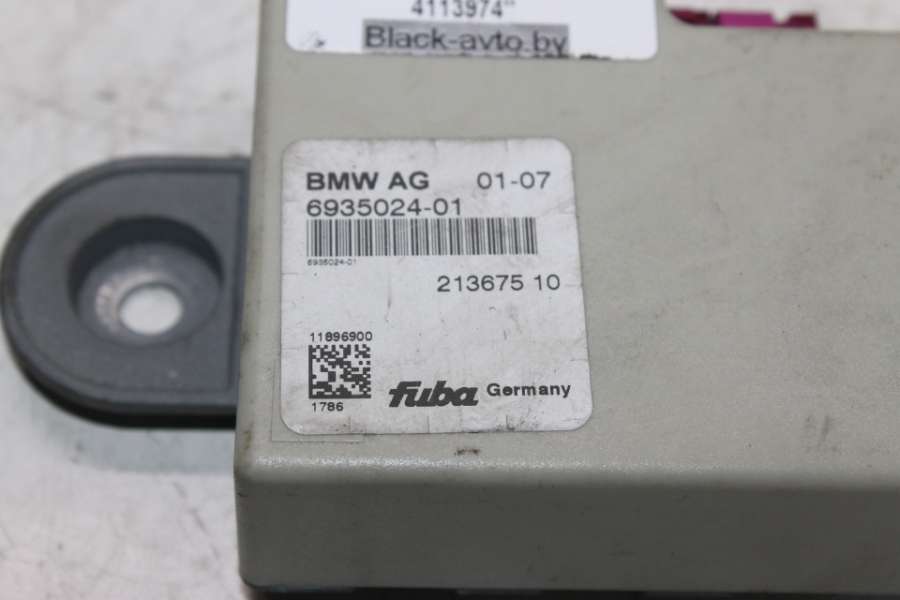 4113974"
Black-avto.by
BMW AG 01-07
6935024-01
6935024-01
213675 10
11896900
1786
fuba Germany